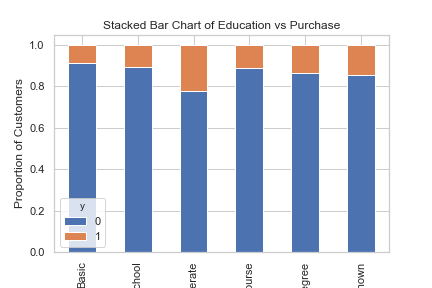 Stacked Bar Chart of Education vs Purchase
Proportion of Customers
1.0
0.8
0.6
0.4
0.2
0.0
y
0
1
Basic
chool
erate
ourse
egree
nown